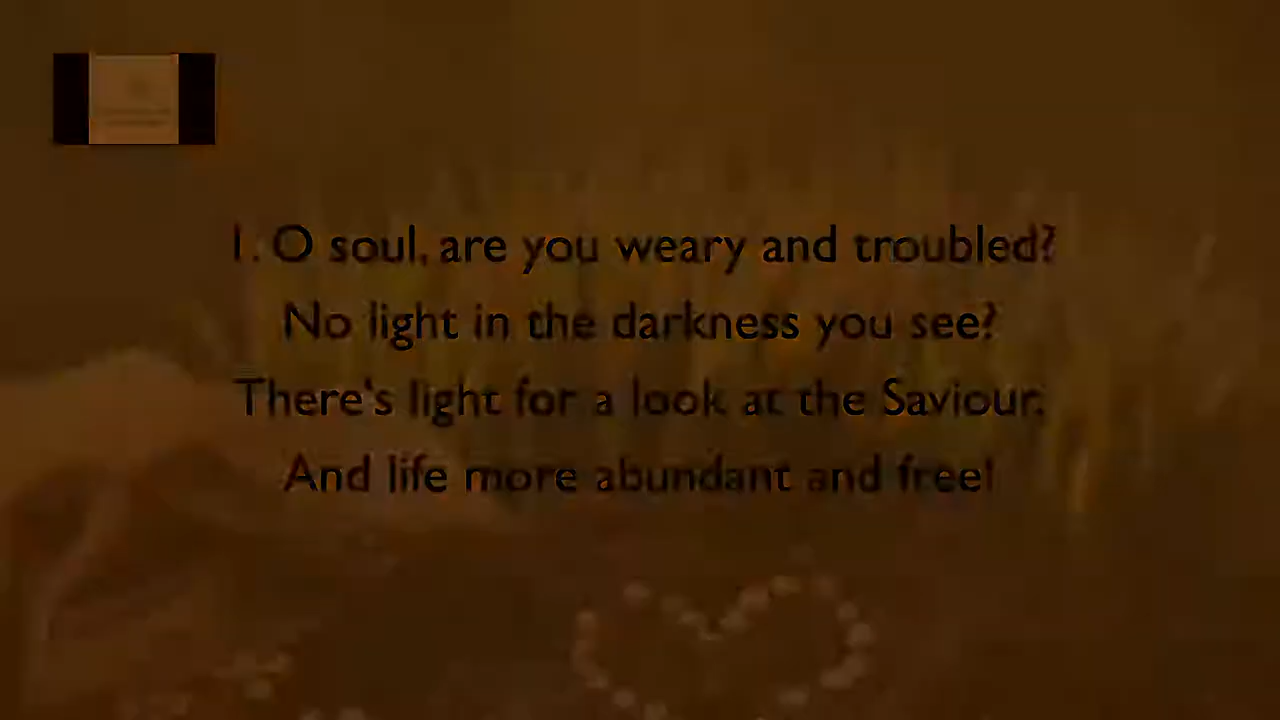 1. O soul, are you weary and troubled?
No light in the darkness you see?
There's light for a look at the Saviour,
And life more abundant and free!